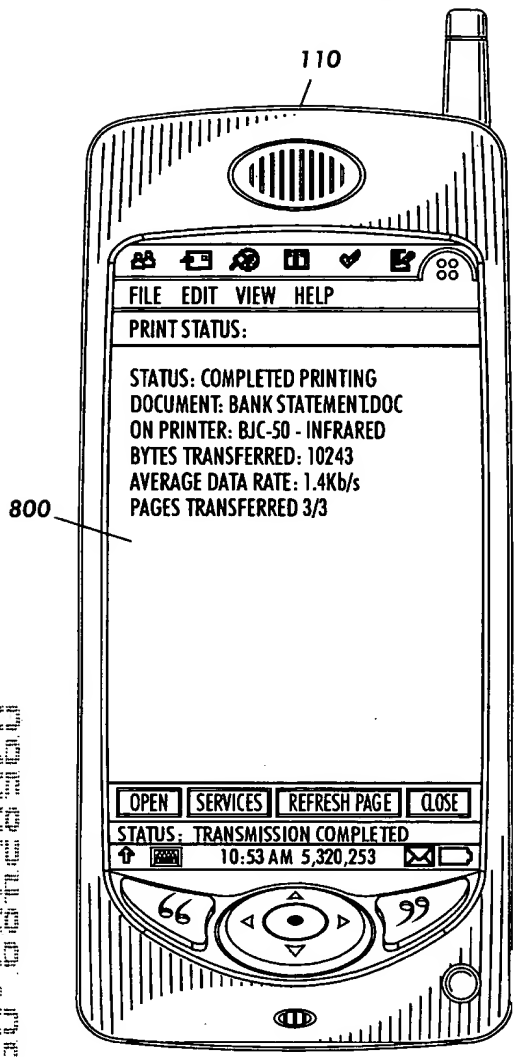 110
FILE EDIT VIEW HELP
PRINT STATUS:
STATUS: COMPLETED PRINTING
DOCUMENT: BANK STATEMENT.DOC
ON PRINTER: BJC-50 - INFRARED
BYTES TRANSFERRED: 10243
AVERAGE DATA RATE: 1.4Kb/s
PAGES TRANSFERRED 3/3
800
OPEN SERVICES REFRESH PAGE CLOSE
STATUS: TRANSMISSION COMPLETED
10:53 AM 5,320,253
“ ”